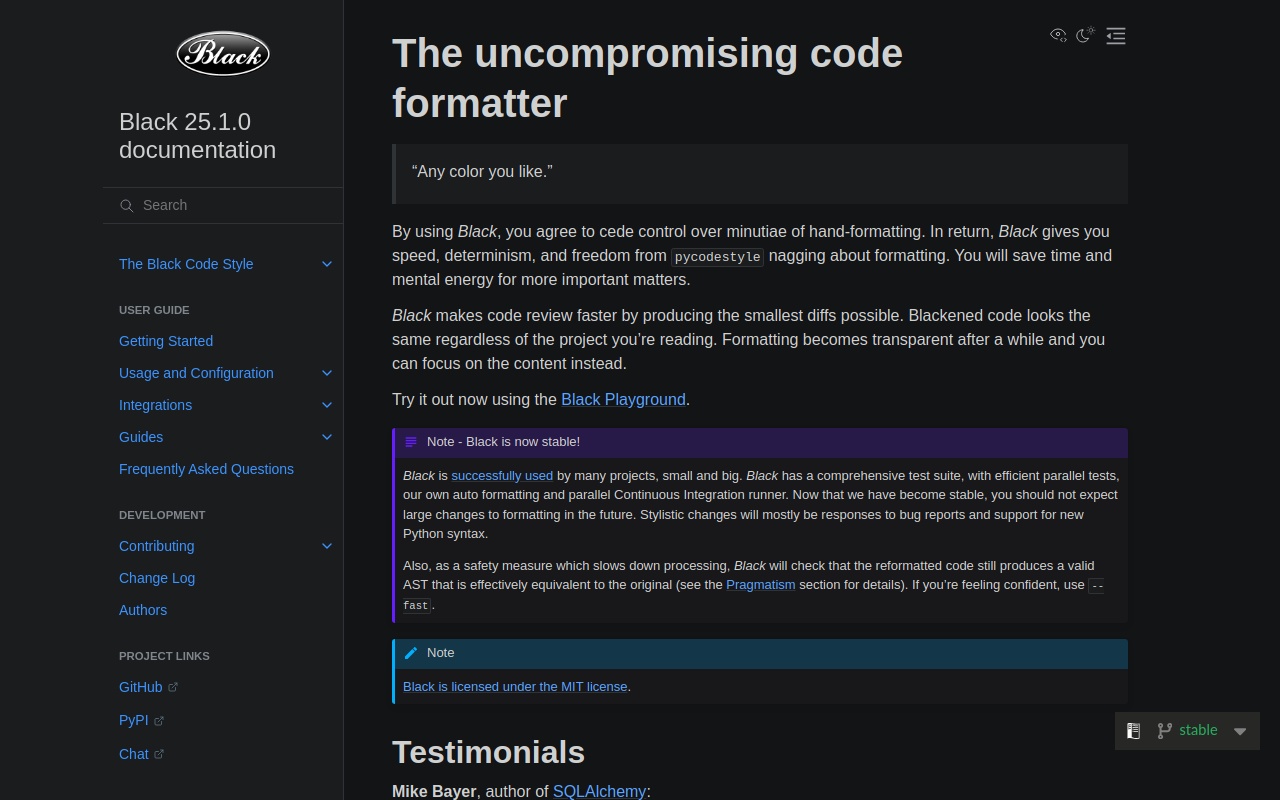 Black
Black 25.1.0
documentation
Search
The Black Code Style
USER GUIDE
Getting Started
Usage and Configuration
Integrations
Guides
Frequently Asked Questions
DEVELOPMENT
Contributing
Change Log
Authors
PROJECT LINKS
GitHub
PyPI
Chat
The uncompromising code
formatter
“Any color you like.”
By using Black, you agree to cede control over minutiae of hand-formatting. In return, Black gives you
speed, determinism, and freedom from pycodestyle nagging about formatting. You will save time and
mental energy for more important matters.
Black makes code review faster by producing the smallest diffs possible. Blackened code looks the
same regardless of the project you’re reading. Formatting becomes transparent after a while and you
can focus on the content instead.
Try it out now using the Black Playground.
Note - Black is now stable!
Black is successfully used by many projects, small and big. Black has a comprehensive test suite, with efficient parallel tests,
our own auto formatting and parallel Continuous Integration runner. Now that we have become stable, you should not expect
large changes to formatting in the future. Stylistic changes will mostly be responses to bug reports and support for new
Python syntax.
Also, as a safety measure which slows down processing, Black will check that the reformatted code still produces a valid
AST that is effectively equivalent to the original (see the Pragmatism section for details). If you’re feeling confident, use --
fast.
Note
Black is licensed under the MIT license.
stable
Testimonials
Mike Bayer, author of SQLAlchemy: